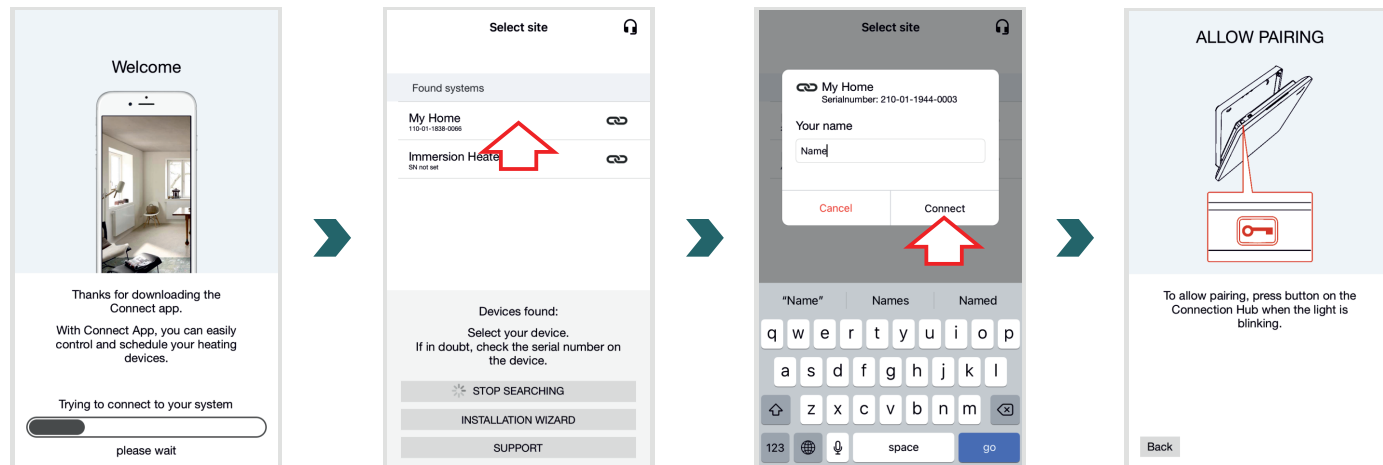 Welcome
Thanks for downloading the
Connect app.
With Connect App, you can easily
control and schedule your heating
devices.
Trying to connect to your system
please wait
Select site
Found systems
My Home
110-01-1838-0066
Immersion Heate
SN not set
Devices found:
Select your device.
If in doubt, check the serial number on
the device.
STOP SEARCHING
INSTALLATION WIZARD
SUPPORT
Select site
My Home
Serialnumber: 210-01-1944-0003
Your name
Name
Cancel Connect
"Name" Names Named
q w e r t y u i o p
a s d f g h j k l
z x c v b n m
123 space go
ALLOW PAIRING
To allow pairing, press button on the
Connection Hub when the light is
blinking.
Back